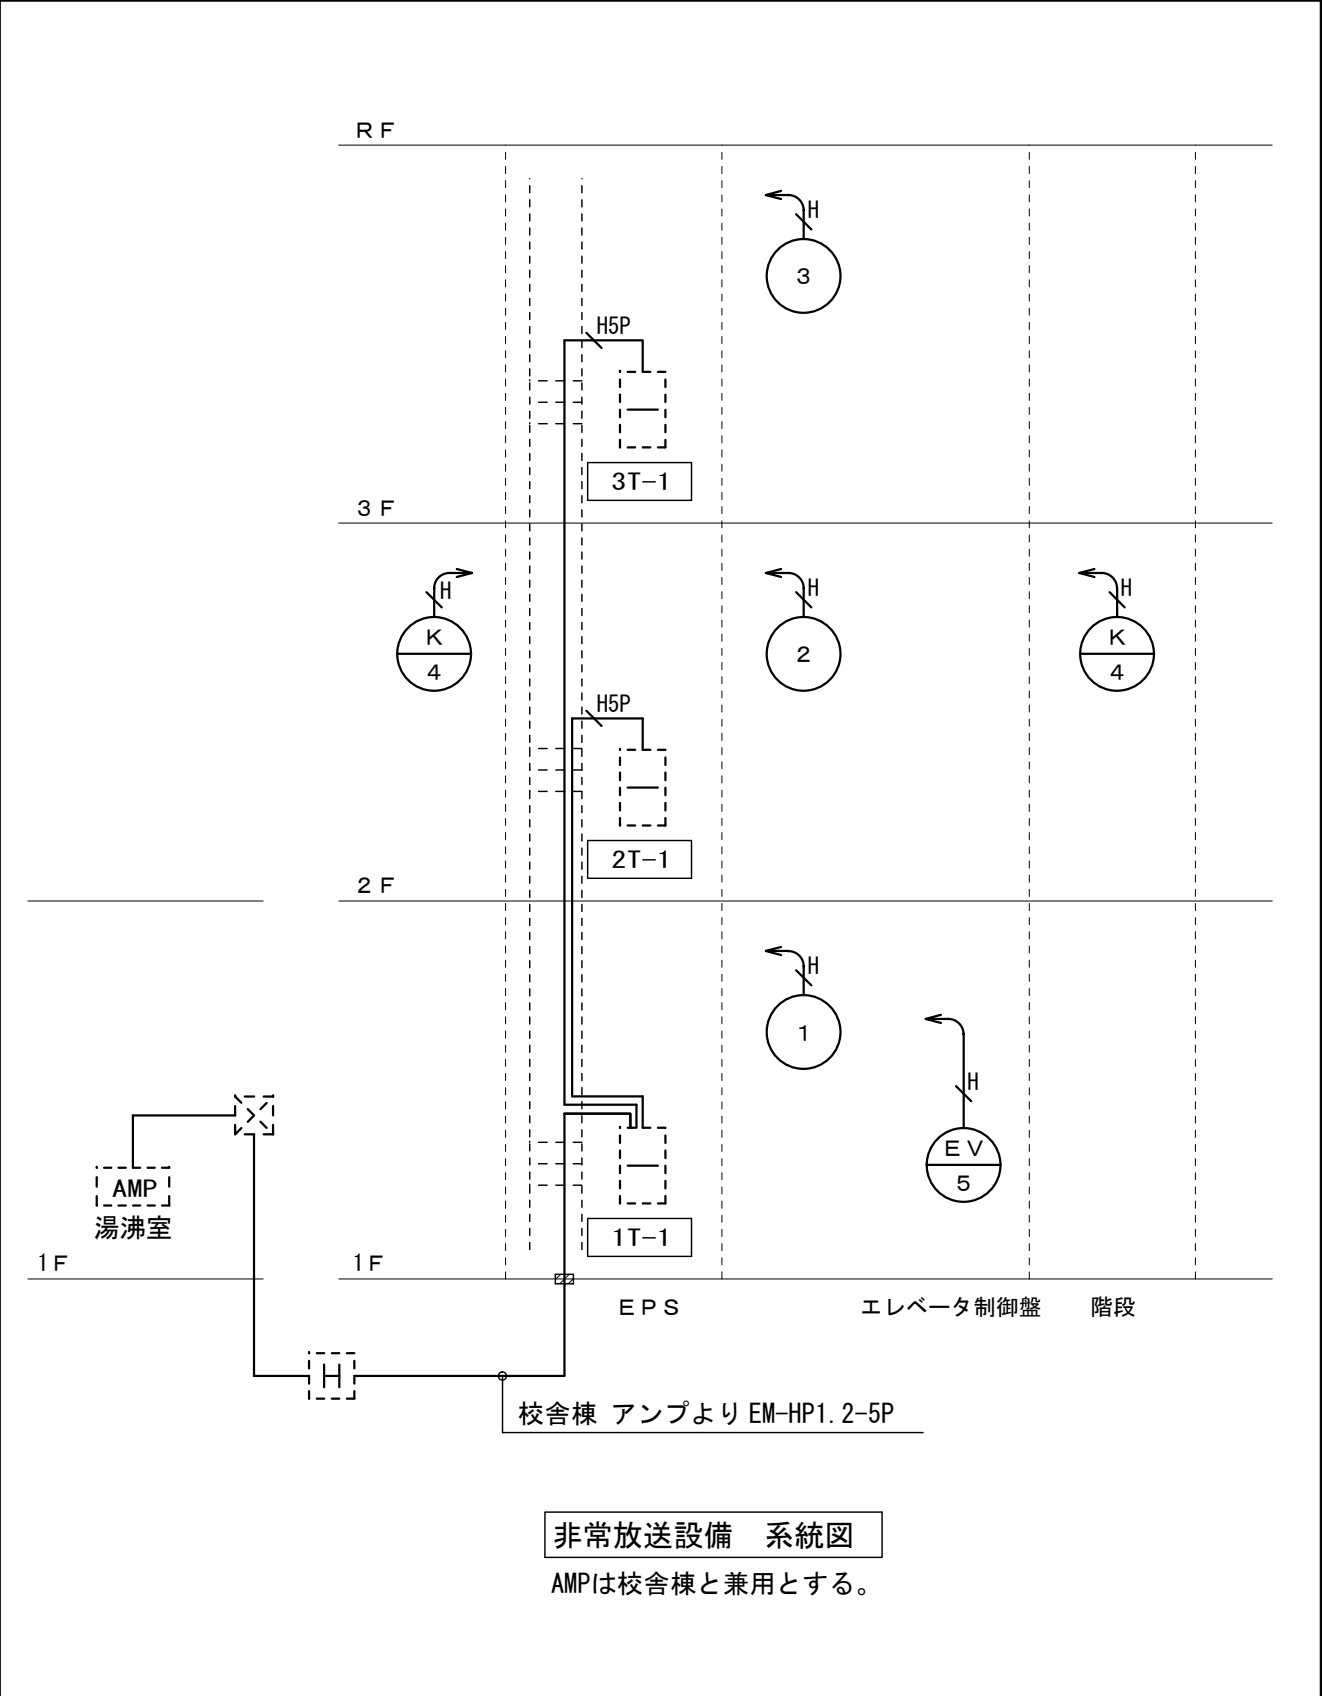 ＲＦ
H
3
H5P
3T-1
３Ｆ
H
K
4
H
2
H
K
4
H5P
2T-1
２Ｆ
H
1
H
ＥＶ
5
AMP
湯沸室
1T-1
１Ｆ
１Ｆ
ＥＰＳ
エレベータ制御盤
階段
H
校舎棟 アンプより EM-HP1.2-5P
非常放送設備　系統図
AMPは校舎棟と兼用とする。